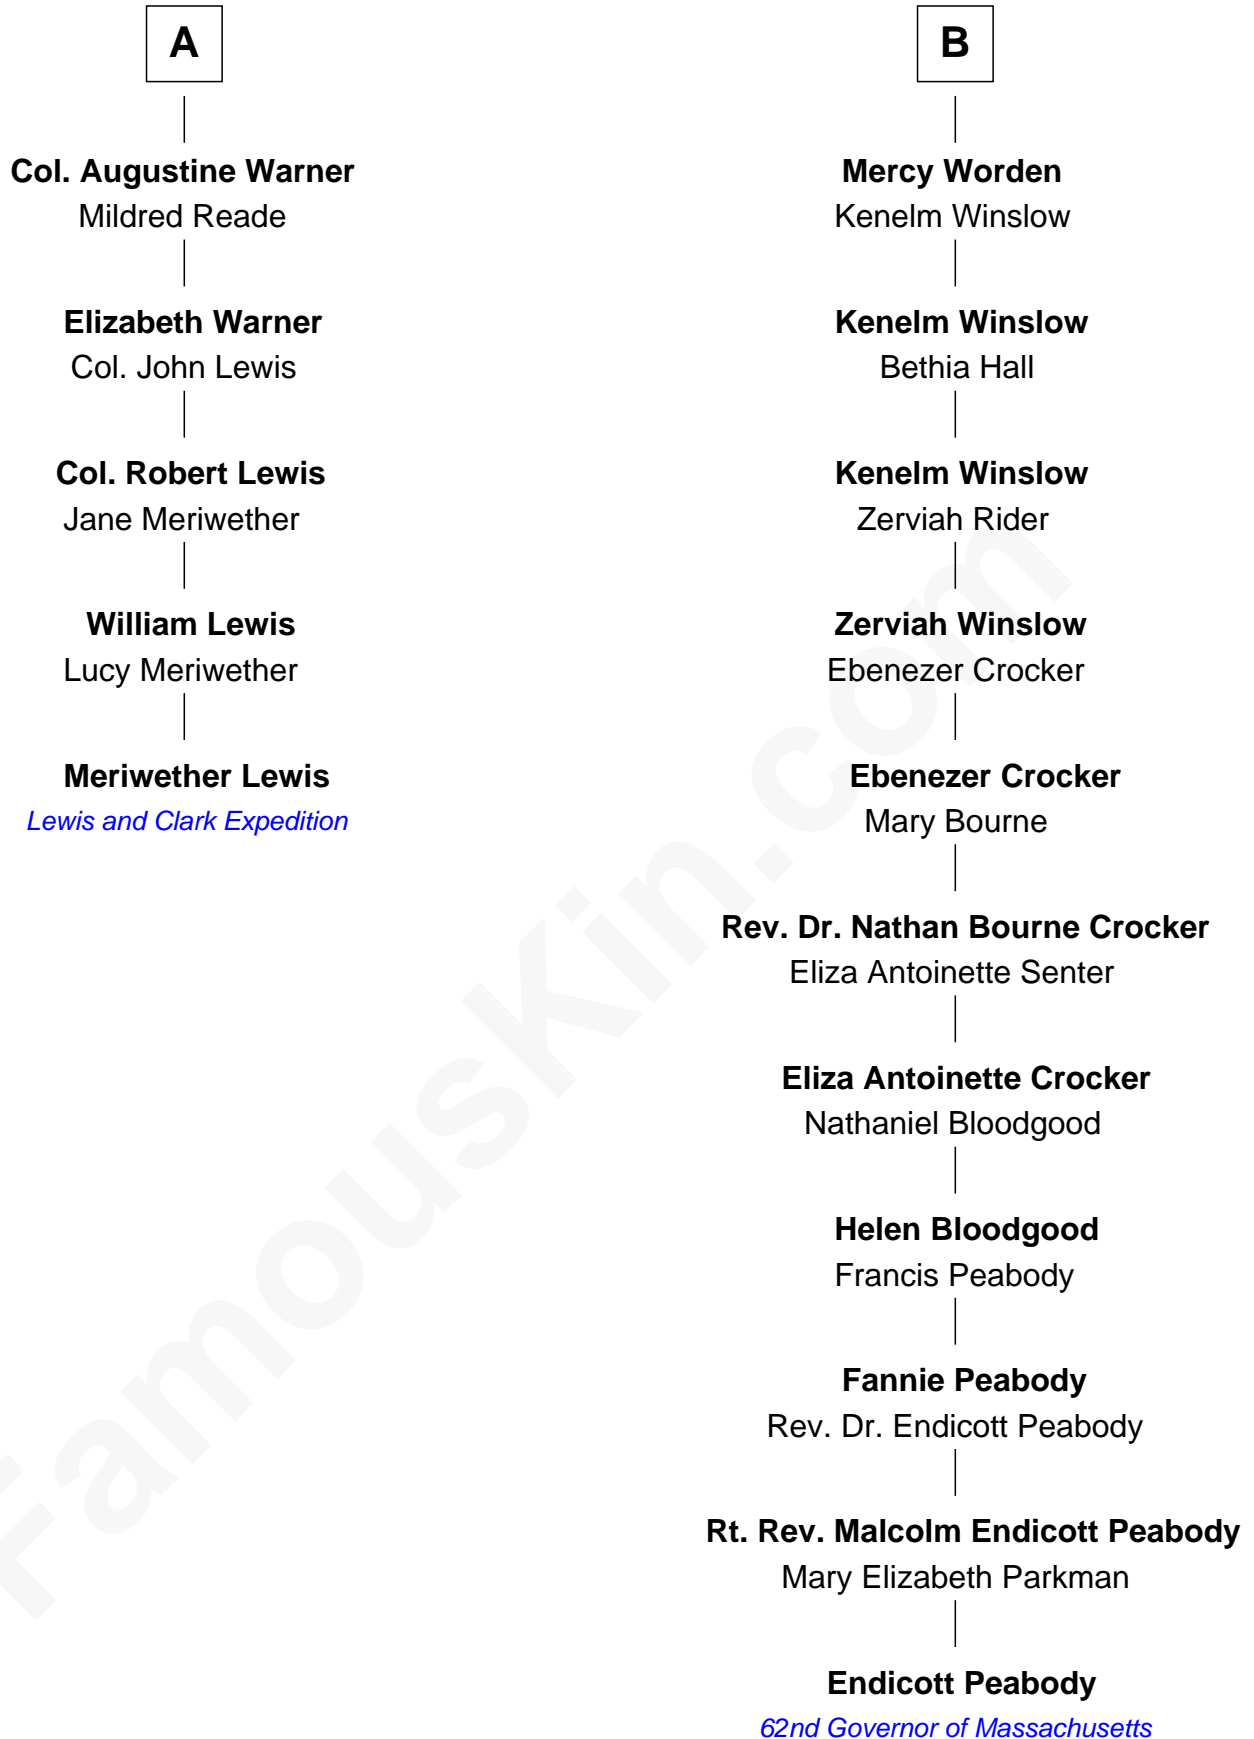 A
Col. Augustine Warner
Mildred Reade
Elizabeth Warner
Col. John Lewis
Col. Robert Lewis
Jane Meriwether
William Lewis
Lucy Meriwether
Meriwether Lewis
Lewis and Clark Expedition
B
Mercy Worden
Kenelm Winslow
Kenelm Winslow
Bethia Hall
Kenelm Winslow
Zerviah Rider
Zerviah Winslow
Ebenezer Crocker
Ebenezer Crocker
Mary Bourne
Rev. Dr. Nathan Bourne Crocker
Eliza Antoinette Senter
Eliza Antoinette Crocker
Nathaniel Bloodgood
Helen Bloodgood
Francis Peabody
Fannie Peabody
Rev. Dr. Endicott Peabody
Rt. Rev. Malcolm Endicott Peabody
Mary Elizabeth Parkman
Endicott Peabody
62nd Governor of Massachusetts
FamousKin.com